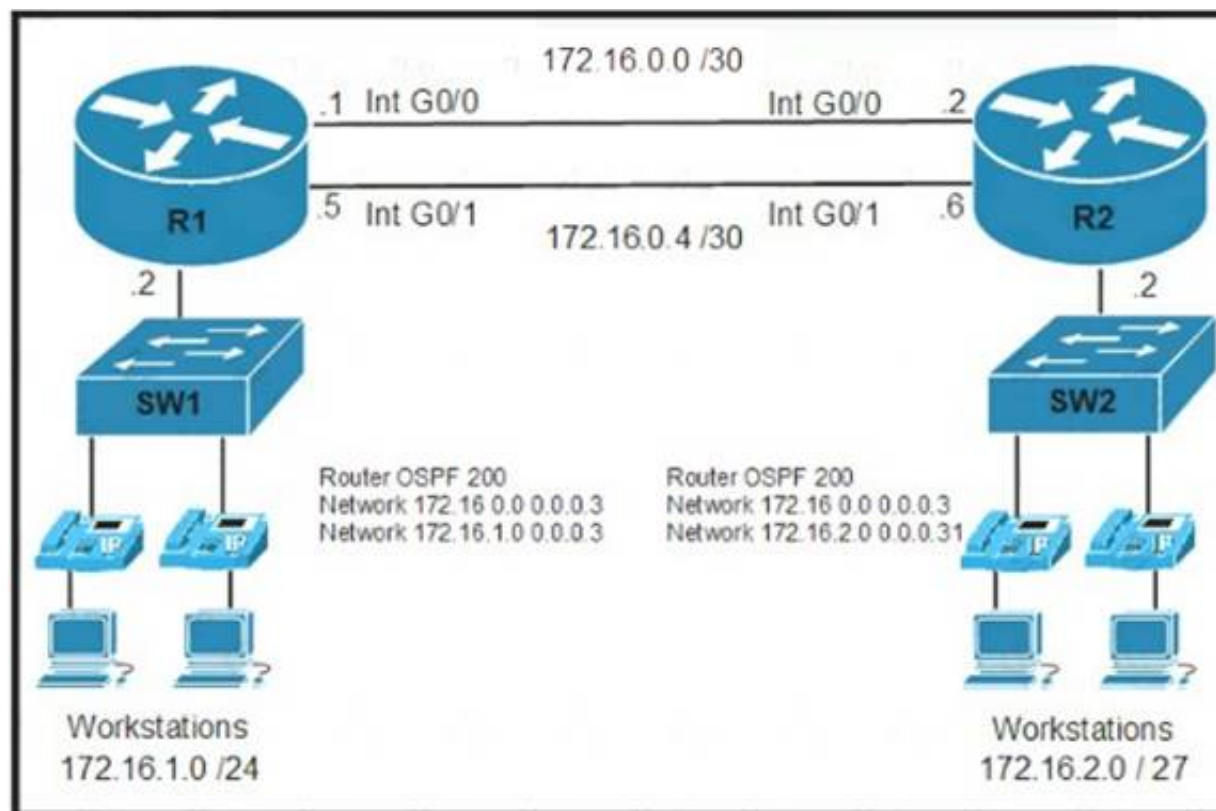 172.16.0.0 /30
.1 Int G0/0 Int G0/0 .2
.5 Int G0/1 Int G0/1 .6
172.16.0.4 /30
R1 R2
.2 .2
SW1 SW2
Router OSPF 200
Network 172.16 0.0 0.0.0.3
Network 172.16.1.0 0.0.0.3
Router OSPF 200
Network 172.16 0.0 0.0.0.3
Network 172.16.2.0 0.0.0.31
IP IP IP IP
Workstations
172.16.1.0 /24
Workstations
172.16.2.0 / 27